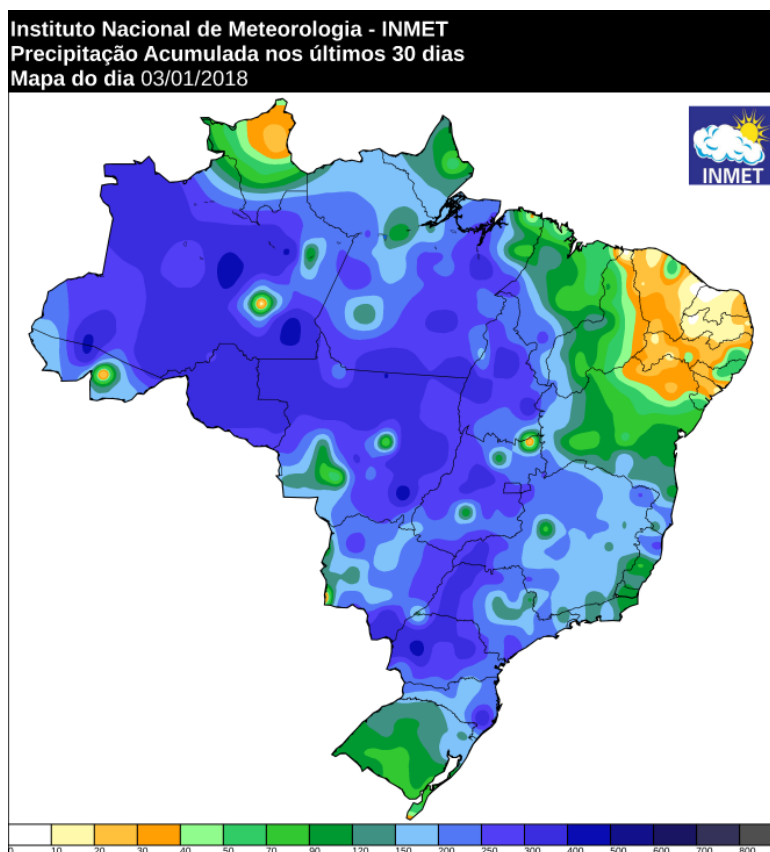 Instituto Nacional de Meteorologia - INMET
Precipitação Acumulada nos últimos 30 dias
Mapa do dia 03/01/2018
INMET
0 10 20 30 40 50 70 90 120 150 200 250 300 400 500 600 700 800